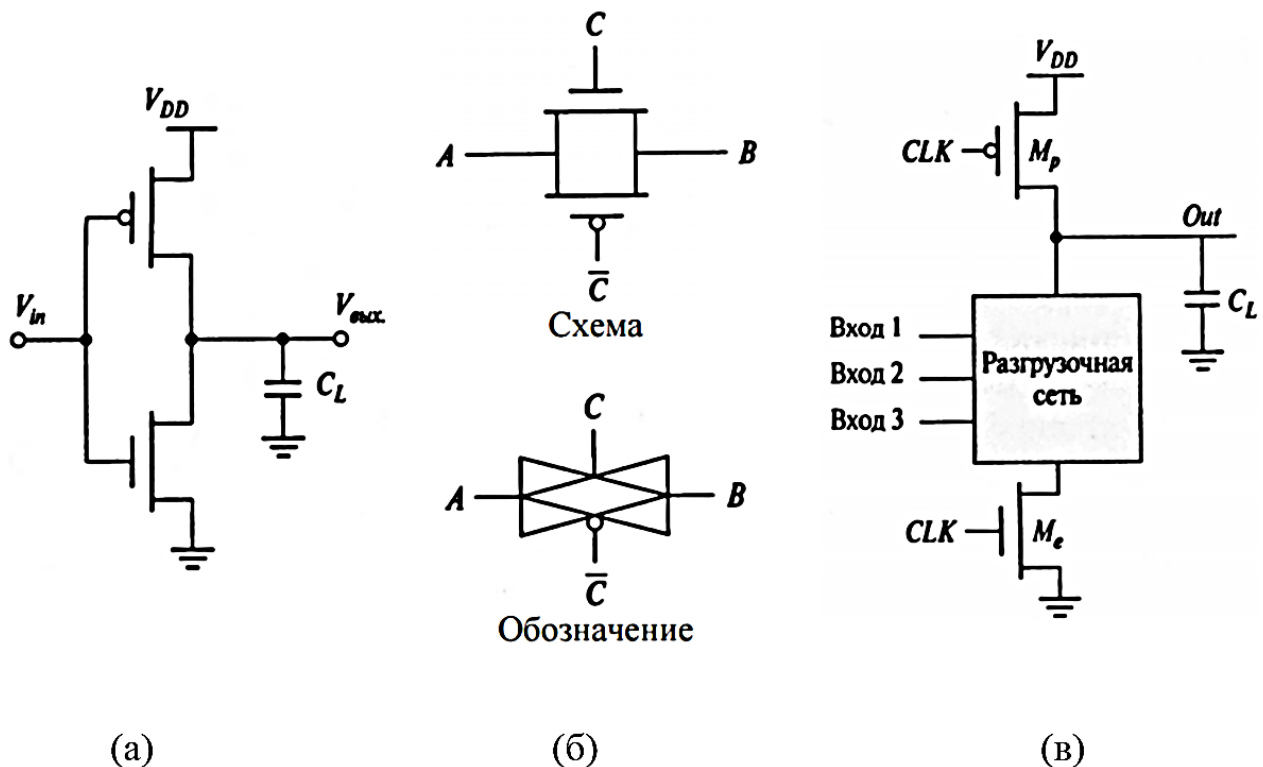 V_DD
V_in
V_вых.
C_L
(а)
C
A
B
C̅
Схема
C
A
B
C̅
Обозначение
(б)
V_DD
CLK
M_p
Out
C_L
Вход 1
Вход 2
Вход 3
Разгрузочная
сеть
CLK
M_e
(в)